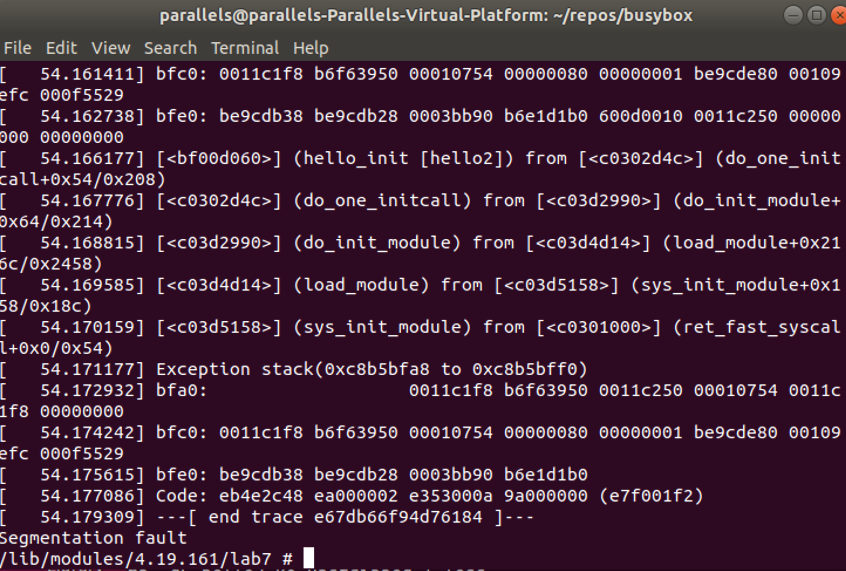 parallels@parallels-Parallels-Virtual-Platform: ~/repos/busybox
File Edit View Search Terminal Help
[   54.161411] bfc0: 0011c1f8 b6f63950 00010754 00000080 00000001 be9cde80 00109
efc 000f5529
[   54.162738] bfe0: be9cdb38 be9cdb28 0003bb90 b6e1d1b0 600d0010 0011c250 00000
000 00000000
[   54.166177] [<bf00d060>] (hello_init [hello2]) from [<c0302d4c>] (do_one_init
call+0x54/0x208)
[   54.167776] [<c0302d4c>] (do_one_initcall) from [<c03d2990>] (do_init_module+
0x64/0x214)
[   54.168815] [<c03d2990>] (do_init_module) from [<c03d4d14>] (load_module+0x21
6c/0x2458)
[   54.169585] [<c03d4d14>] (load_module) from [<c03d5158>] (sys_init_module+0x1
58/0x18c)
[   54.170159] [<c03d5158>] (sys_init_module) from [<c0301000>] (ret_fast_syscal
l+0x0/0x54)
[   54.171177] Exception stack(0xc8b5bfa8 to 0xc8b5bff0)
[   54.172932] bfa0:                   0011c1f8 b6f63950 0011c250 00010754 0011c
1f8 00000000
[   54.174242] bfc0: 0011c1f8 b6f63950 00010754 00000080 00000001 be9cde80 00109
efc 000f5529
[   54.175615] bfe0: be9cdb38 be9cdb28 0003bb90 b6e1d1b0
[   54.177086] Code: eb4e2c48 ea000002 e353000a 9a000000 (e7f001f2)
[   54.179309] ---[ end trace e67db66f94d76184 ]---
Segmentation fault
/lib/modules/4.19.161/lab7 #